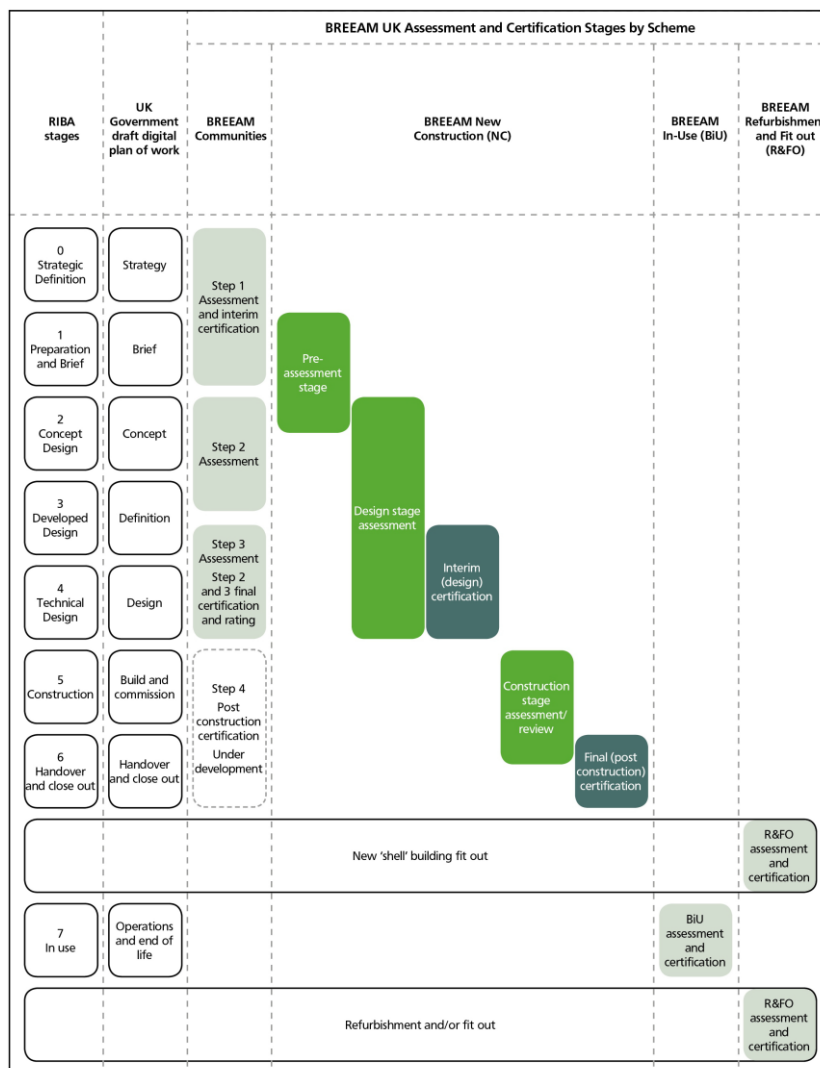 BREEAM UK Assessment and Certification Stages by Scheme
RIBA
stages
UK
Government
draft digital
plan of work
BREEAM
Communities
BREEAM New
Construction (NC)
BREEAM
In-Use (BiU)
BREEAM
Refurbishment
and Fit out
(R&FO)
0
Strategic
Definition
Strategy
Step 1
Assessment
and interim
certification
1
Preparation
and Brief
Brief
Pre-
assessment
stage
2
Concept
Design
Concept
Step 2
Assessment
3
Developed
Design
Definition
Design stage
assessment
Step 3
Assessment
Step 2
and 3 final
certification
and rating
Interim
(design)
certification
4
Technical
Design
Design
5
Construction
Build and
commission
Step 4
Post
construction
certification
Under
development
Construction
stage
assessment/
review
6
Handover
and close out
Handover
and close out
Final (post
construction)
certification
New 'shell' building fit out
R&FO
assessment
and
certification
7
In use
Operations
and end of
life
BiU
assessment
and
certification
Refurbishment and/or fit out
R&FO
assessment
and
certification